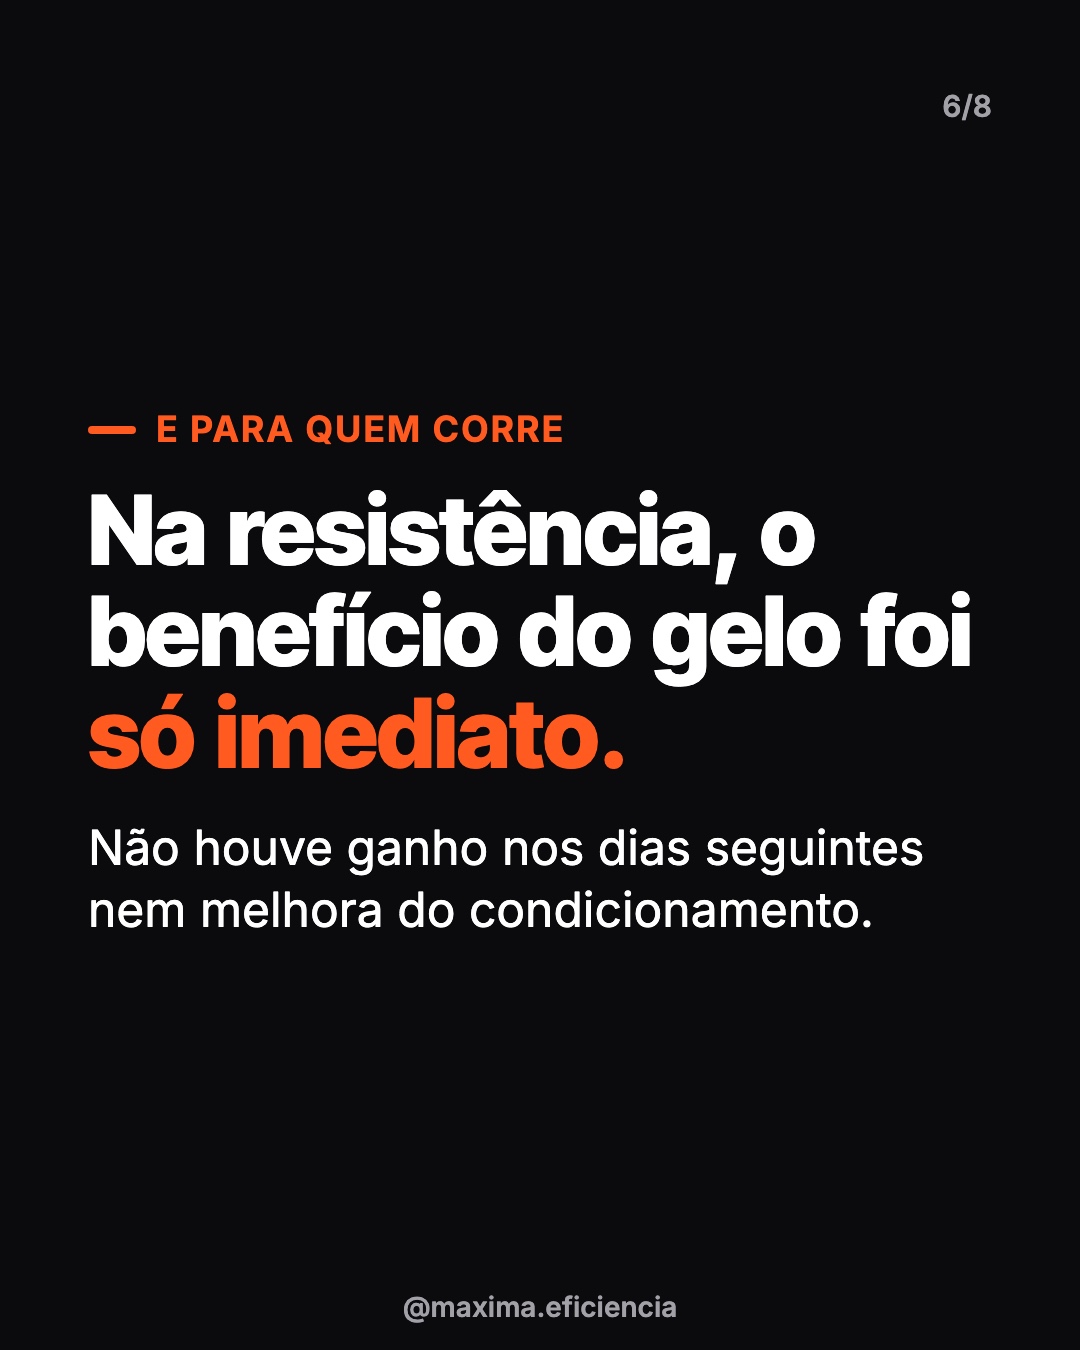 6/8
E PARA QUEM CORRE
Na resistência, o
benefício do gelo foi
só imediato.
Não houve ganho nos dias seguintes
nem melhora do condicionamento.
@maxima.eficiencia